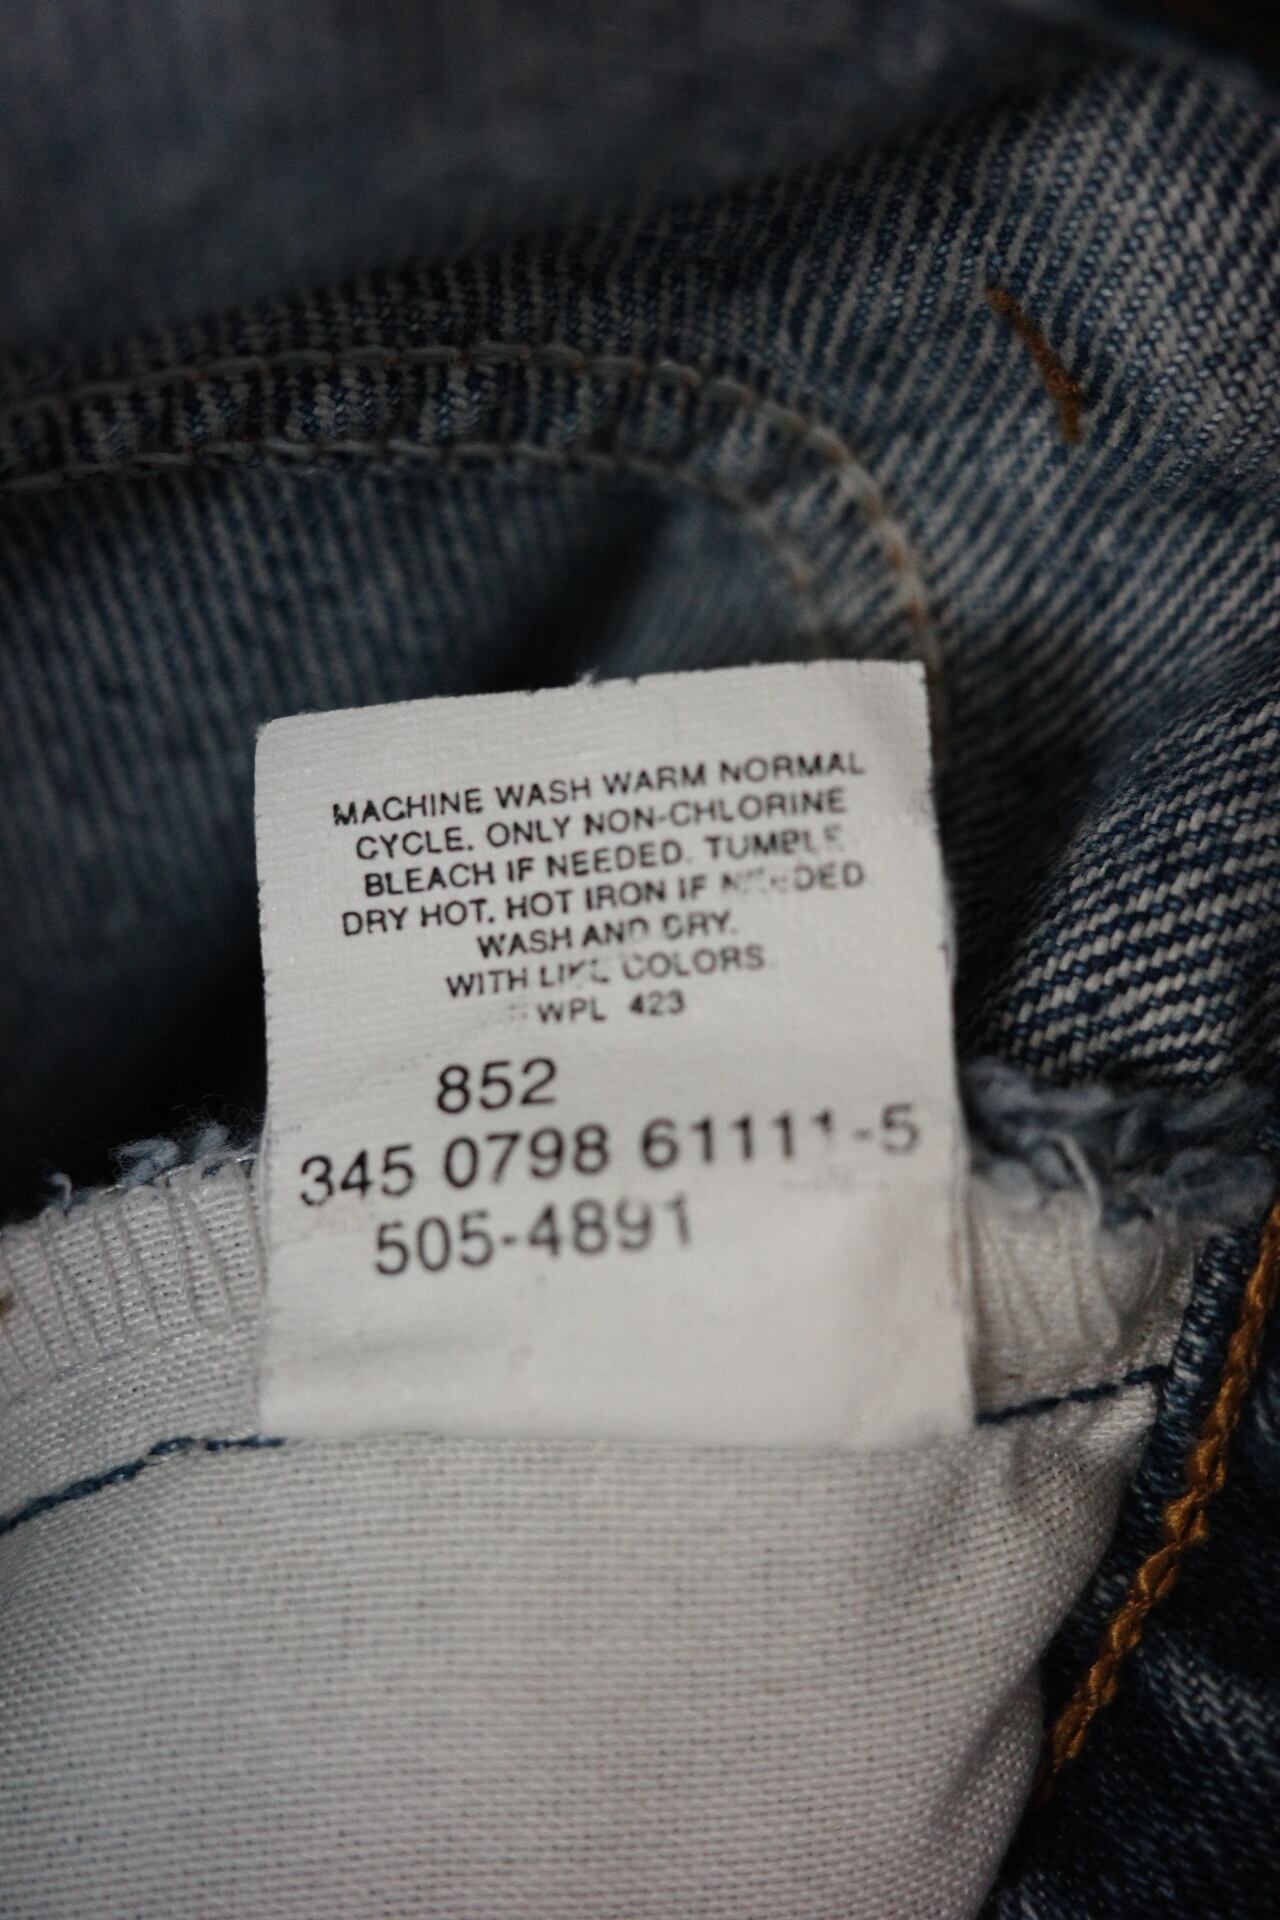 MACHINE WASH WARM NORMAL
CYCLE. ONLY NON-CHLORINE
BLEACH IF NEEDED. TUMBLE
DRY HOT. HOT IRON IF NEEDED
WASH AND DRY.
WITH LIKE COLORS.
WPL 423
852
345 0798 61111-5
505-4891